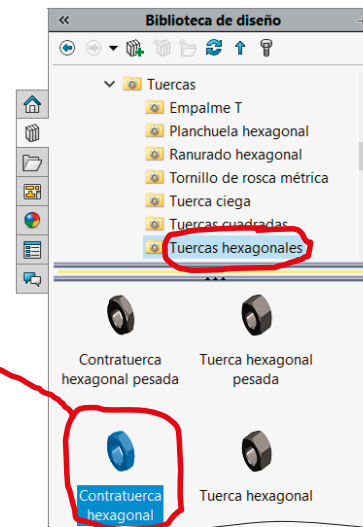 Biblioteca de diseño
Tuercas
Empalme T
Planchuela hexagonal
Ranurado hexagonal
Tornillo de rosca métrica
Tuerca ciega
Tuercas cuadradas
Tuercas hexagonales
Contratuerca
hexagonal pesada
Tuerca hexagonal
pesada
Contratuerca
hexagonal
Tuerca hexagonal